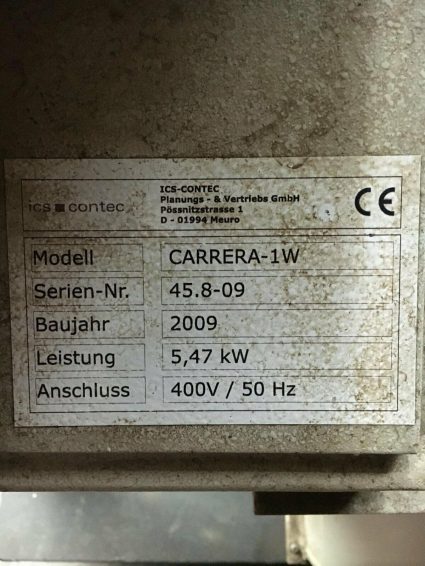 ics contec
ICS-CONTEC
Planungs - & Vertriebs GmbH
Pössnitzstrasse 1
D - 01994 Meuro
CE
Modell CARRERA-1W
Serien-Nr. 45.8-09
Baujahr 2009
Leistung 5,47 kW
Anschluss 400V / 50 Hz